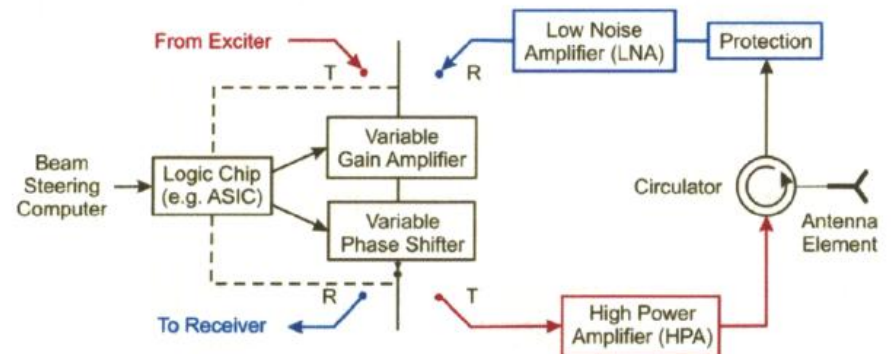 From Exciter
T
R
Low Noise
Amplifier (LNA)
Protection
Variable
Gain Amplifier
Beam
Steering
Computer
Logic Chip
(e.g. ASIC)
Circulator
Variable
Phase Shifter
Antenna
Element
R
T
To Receiver
High Power
Amplifier (HPA)